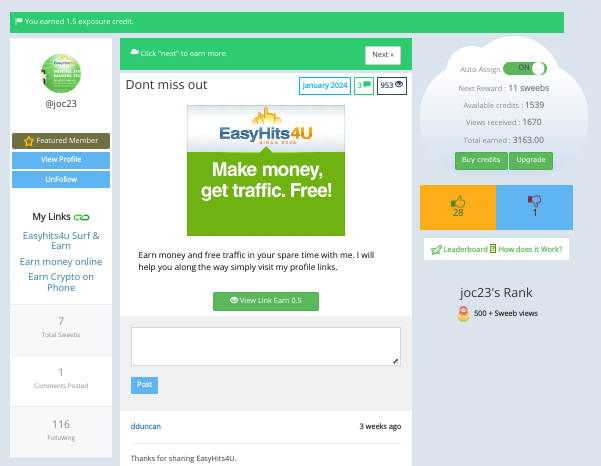 You earned 1.5 exposure credit.
@joc23
Featured Member
View Profile
UnFollow
My Links
Easyhits4u Surf &
Earn
Earn money online
Earn Crypto on
Phone
7
Total Sweebs
1
Comments Posted
116
Following
Click "next" to earn more.
Next »
Dont miss out
January 2024
3
953
EasyHits4U
SINCE 2003
Make money,
get traffic. Free!
Earn money and free traffic in your spare time with me. I will
help you along the way simply visit my profile links.
View Link Earn 0.5
Post
dduncan
3 weeks ago
Thanks for sharing EasyHits4U.
Auto-Assign
ON
Next Reward : 11 sweebs
Available credits : 1539
Views received : 1670
Total earned : 3163.00
Buy credits
Upgrade
28
1
Leaderboard
How does it Work?
joc23's Rank
500 + Sweeb views